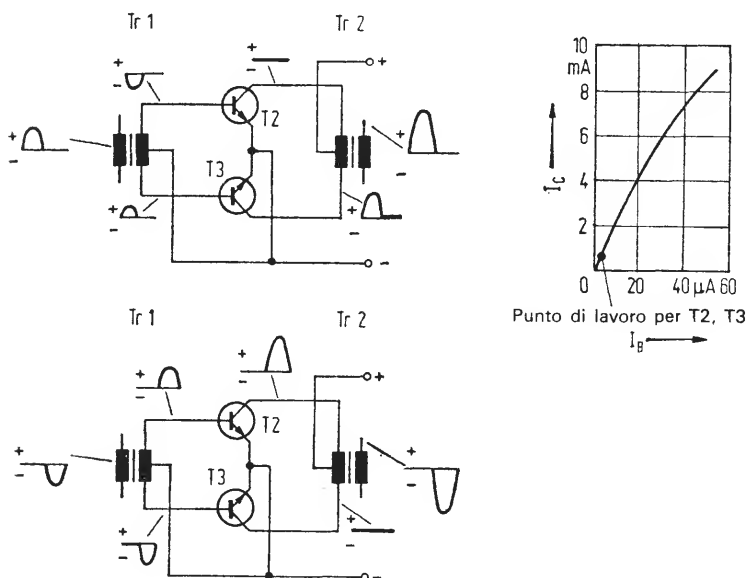 Tr 1
Tr 2
+
-
+
-
+
T2
+
-
+
-
T3
+
-
+
-
-
Tr 1
Tr 2
+
-
+
-
+
T2
+
-
+
-
T3
+
-
+
-
-
10
mA
8
6
4
2
0
I_C
20
40 μA 60
Punto di lavoro per T2, T3
I_B